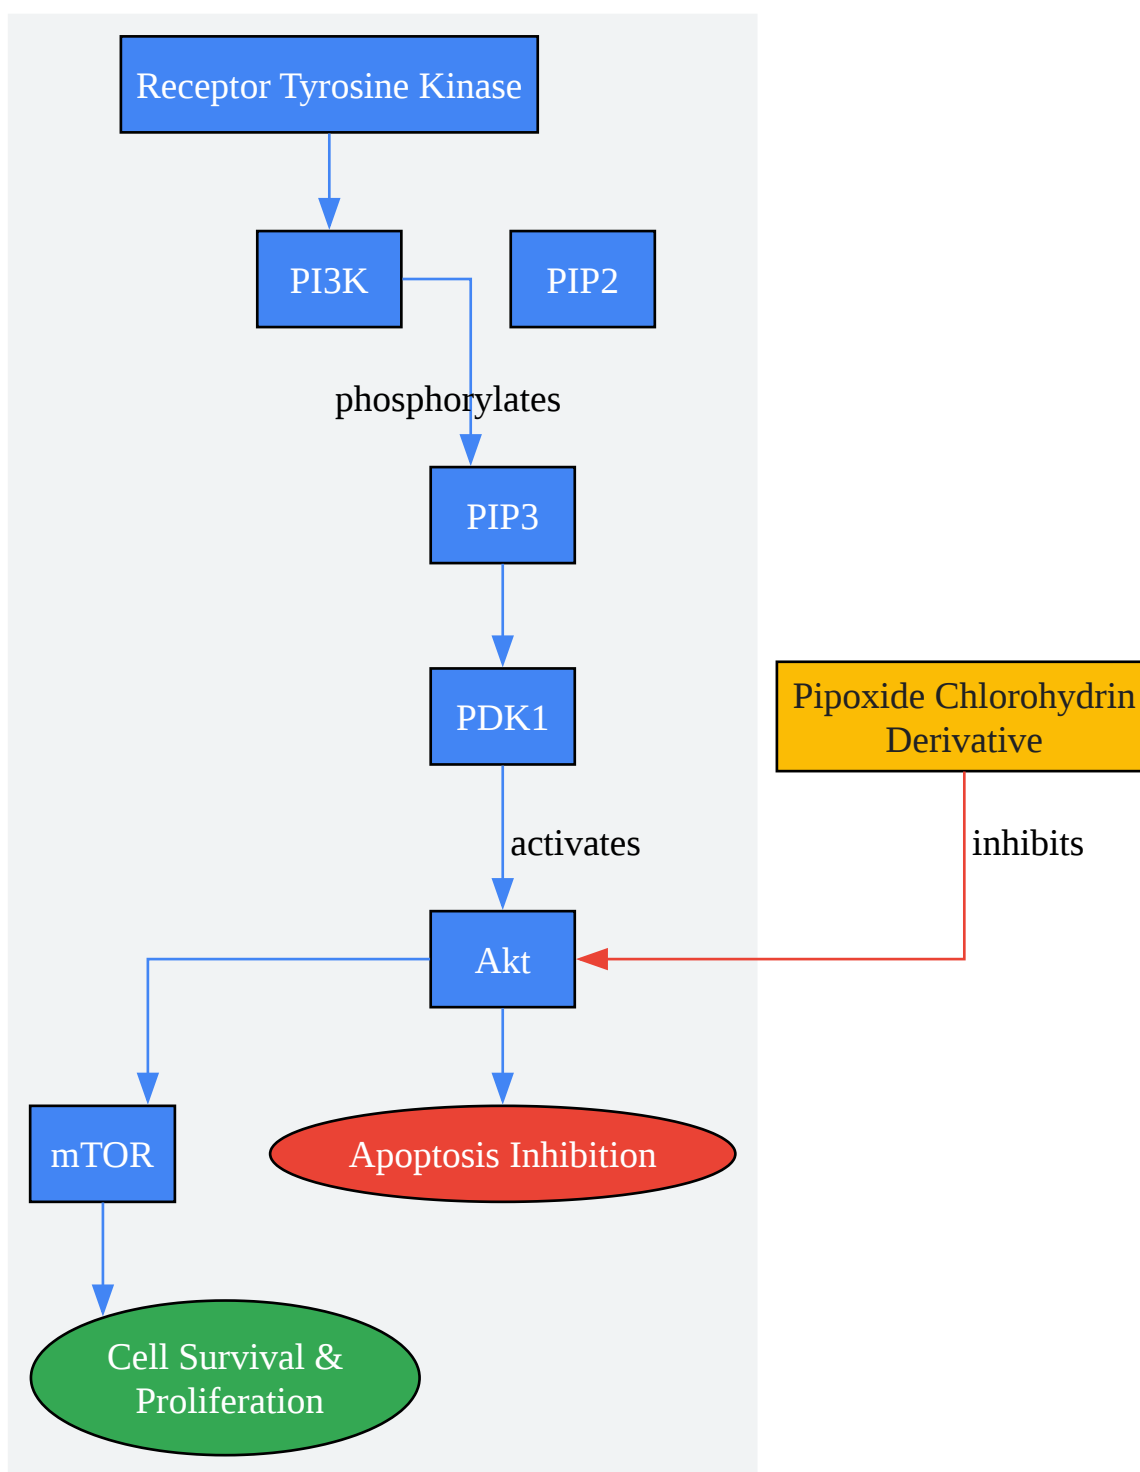 Receptor Tyrosine Kinase
PI3K
PIP2
phosphorylates
PIP3
PDK1
Pipoxide Chlorohydrin
Derivative
activates
inhibits
Akt
mTOR
Apoptosis Inhibition
Cell Survival &
Proliferation